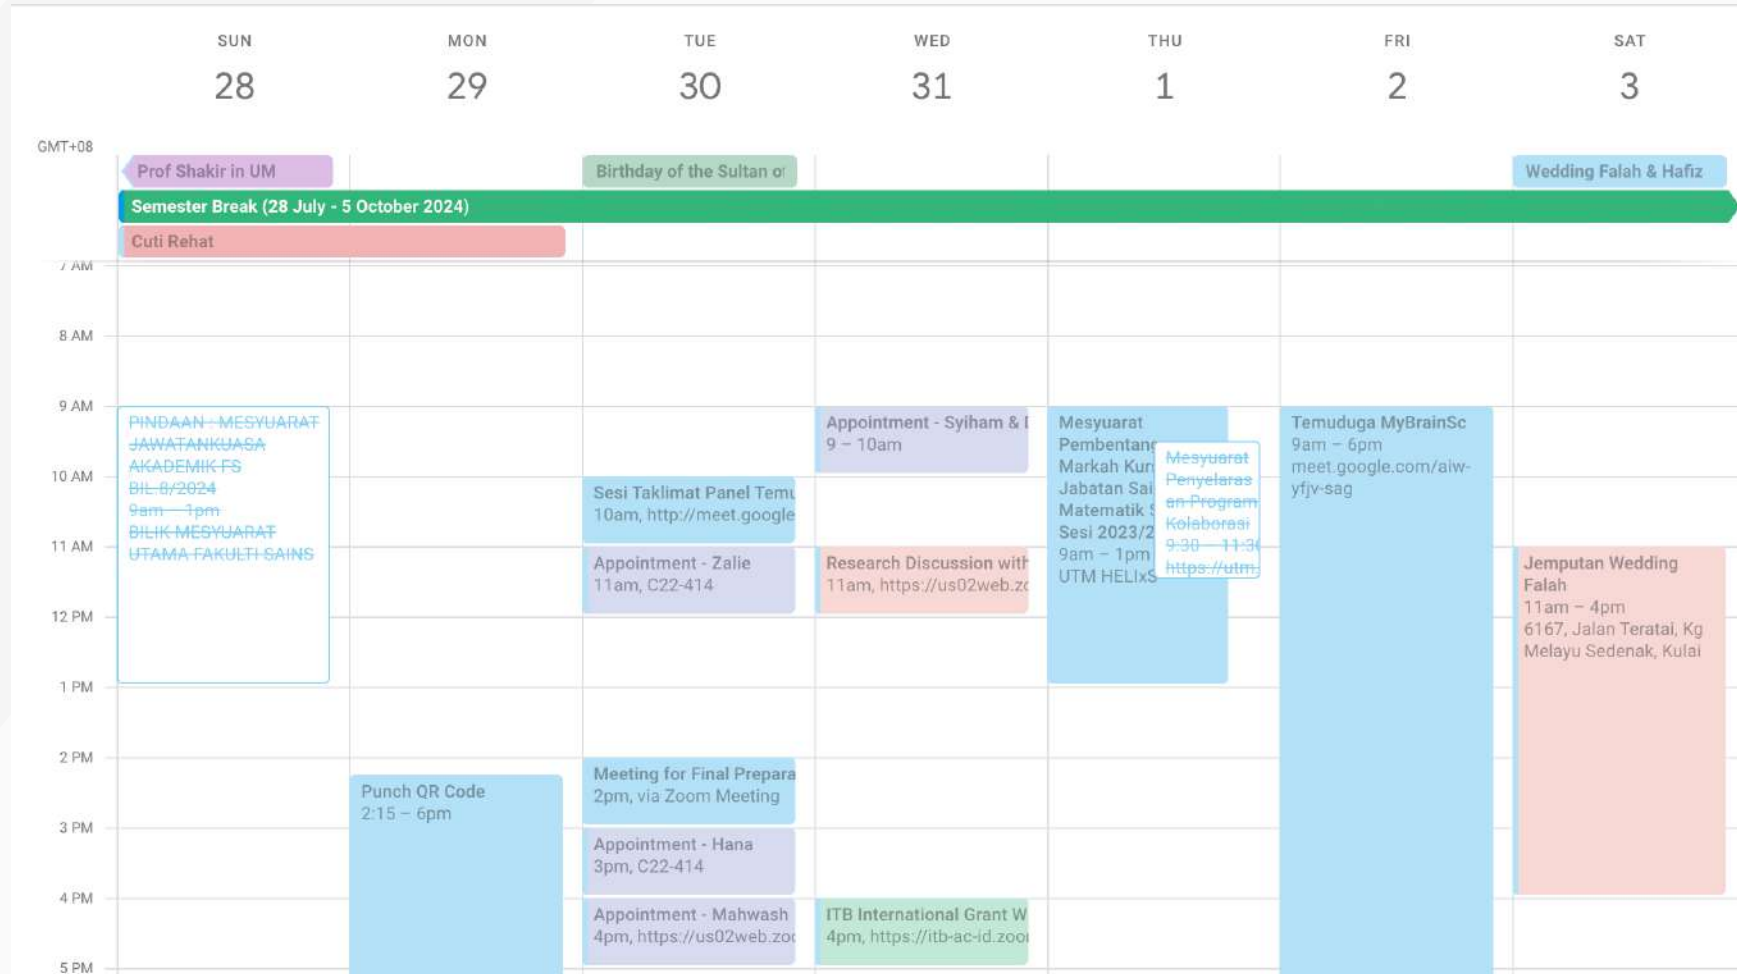 SUN MON TUE WED THU FRI SAT
28 29 30 31 1 2 3
GMT+08
Prof Shakir in UM
Birthday of the Sultan of
Wedding Falah & Hafiz
Semester Break (28 July - 5 October 2024)
Cuti Rehat
7 AM
8 AM
9 AM
10 AM
11 AM
12 PM
1 PM
2 PM
3 PM
4 PM
5 PM
PINDAAN : MESYUARAT
JAWATANKUASA
AKADEMIK FS
BIL.8/2024
9am – 1pm
BILIK MESYUARAT
UTAMA FAKULTI SAINS
Punch QR Code
2:15 – 6pm
Sesi Taklimat Panel Temu
10am, http://meet.google
Appointment - Zalie
11am, C22-414
Meeting for Final Prepara
2pm, via Zoom Meeting
Appointment - Hana
3pm, C22-414
Appointment - Mahwash
4pm, https://us02web.zoo
Appointment - Syiham &
9 – 10am
Research Discussion with
11am, https://us02web.zo
ITB International Grant W
4pm, https://itb-ac-id.zoo
Mesyuarat
Pembentang
Markah Kur
Jabatan Sai
Matematik S
Sesi 2023/2
9am – 1pm
UTM HELIxS
Mesyuarat
Penyelaras
an Program
Kolaborasi
9:30 – 11:30
https://utm.
Temuduga MyBrainSc
9am – 6pm
meet.google.com/aiw-
yfjv-sag
Jemputan Wedding
Falah
11am – 4pm
6167, Jalan Teratai, Kg
Melayu Sedenak, Kulai